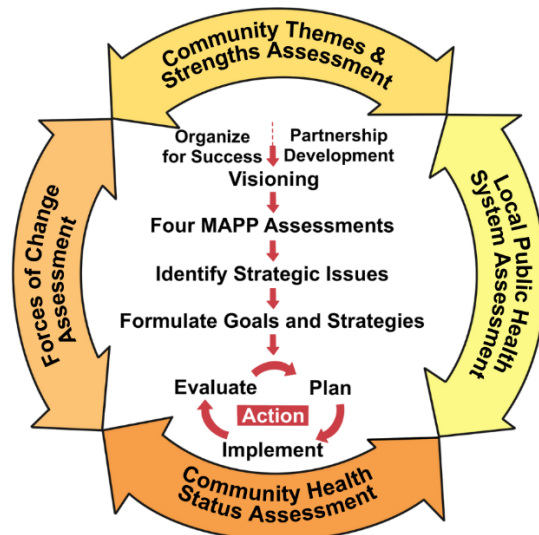 Community Themes &
Strengths Assessment
Organize
for Success
Partnership
Development
Visioning
Four MAPP Assessments
Identify Strategic Issues
Formulate Goals and Strategies
Evaluate
Plan
Action
Implement
Forces of Change
Assessment
Local Public Health
System Assessment
Community Health
Status Assessment